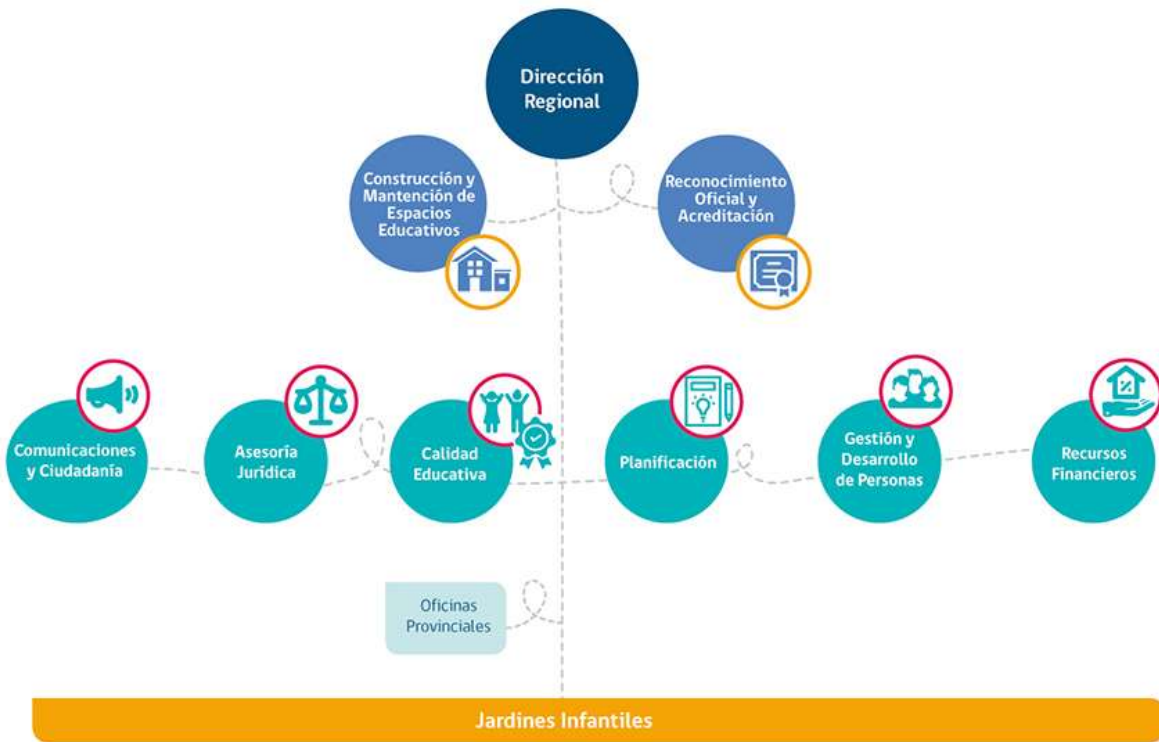 Dirección
Regional
Construcción y
Mantención de
Espacios
Educativos
Reconocimiento
Oficial y
Acreditación
Comunicaciones
y Ciudadanía
Asesoría
Jurídica
Calidad
Educativa
Planificación
Gestión y
Desarrollo
de Personas
Recursos
Financieros
Oficinas
Provinciales
Jardines Infantiles